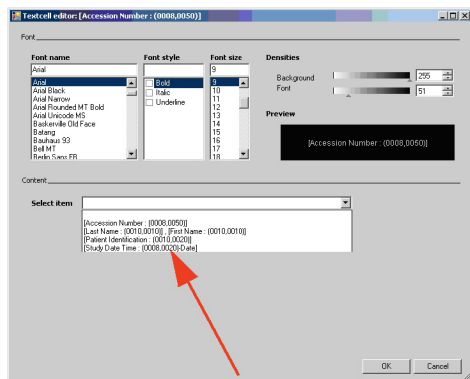 Textcell editor: [Accession Number : (0008,0050)]
Font
Font name
Font style
Font size
Densities
Arial
9
Arial
Arial Black
Arial Narrow
Arial Rounded MT Bold
Arial Unicode MS
Baskerville Old Face
Batang
Bauhaus 93
Bell MT
Berlin Sans FB
Bold
Italic
Underline
9
10
11
12
13
14
15
16
17
18
Background
255
Font
51
Preview
[Accession Number : (0008,0050)]
Content
Select item
[Accession Number : (0008,0050)]
[Last Name : (0010,0010)] , [First Name : (0010,0010)]
[Patient Identification : (0010,0020)]
[Study Date Time : (0008,0020)-Date]
OK
Cancel